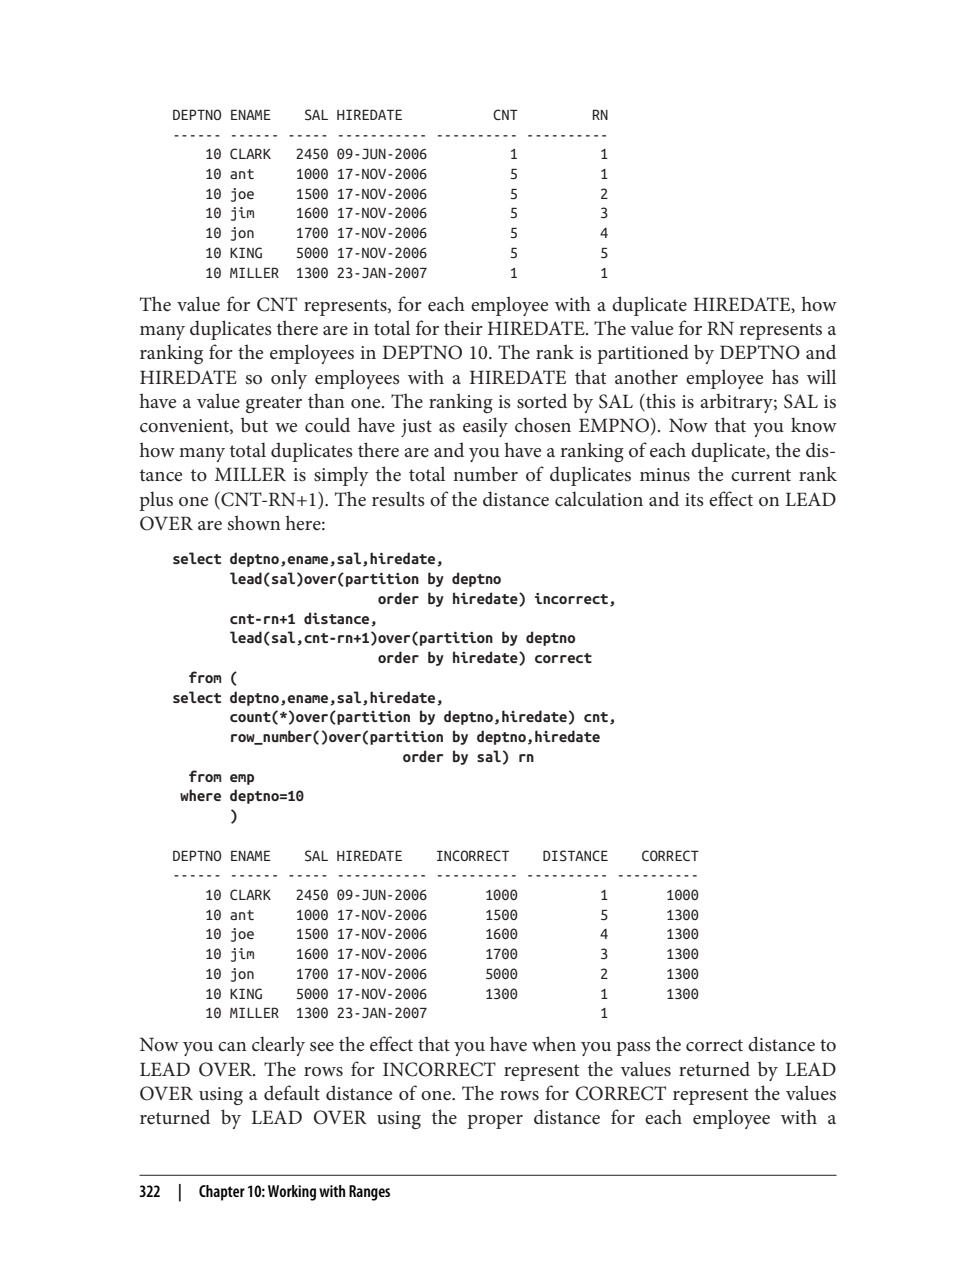 DEPTNO ENAME    SAL HIREDATE           CNT         RN
------ ------ ----- ----------- ---------- ----------
    10 CLARK   2450 09-JUN-2006          1          1
    10 ant     1000 17-NOV-2006          5          1
    10 joe     1500 17-NOV-2006          5          2
    10 jim     1600 17-NOV-2006          5          3
    10 jon     1700 17-NOV-2006          5          4
    10 KING    5000 17-NOV-2006          5          5
    10 MILLER  1300 23-JAN-2007          1          1
The value for CNT represents, for each employee with a duplicate HIREDATE, how
many duplicates there are in total for their HIREDATE. The value for RN represents a
ranking for the employees in DEPTNO 10. The rank is partitioned by DEPTNO and
HIREDATE so only employees with a HIREDATE that another employee has will
have a value greater than one. The ranking is sorted by SAL (this is arbitrary; SAL is
convenient, but we could have just as easily chosen EMPNO). Now that you know
how many total duplicates there are and you have a ranking of each duplicate, the dis-
tance to MILLER is simply the total number of duplicates minus the current rank
plus one (CNT-RN+1). The results of the distance calculation and its effect on LEAD
OVER are shown here:
select deptno,ename,sal,hiredate,
       lead(sal)over(partition by deptno
                         order by hiredate) incorrect,
       cnt-rn+1 distance,
       lead(sal,cnt-rn+1)over(partition by deptno
                         order by hiredate) correct
  from (
select deptno,ename,sal,hiredate,
       count(*)over(partition by deptno,hiredate) cnt,
       row_number()over(partition by deptno,hiredate
                            order by sal) rn
  from emp
 where deptno=10
       )
DEPTNO ENAME    SAL HIREDATE    INCORRECT    DISTANCE    CORRECT
------ ------ ----- ----------- ---------- ---------- ----------
    10 CLARK   2450 09-JUN-2006       1000          1       1000
    10 ant     1000 17-NOV-2006       1500          5       1300
    10 joe     1500 17-NOV-2006       1600          4       1300
    10 jim     1600 17-NOV-2006       1700          3       1300
    10 jon     1700 17-NOV-2006       5000          2       1300
    10 KING    5000 17-NOV-2006       1300          1       1300
    10 MILLER  1300 23-JAN-2007                     1
Now you can clearly see the effect that you have when you pass the correct distance to
LEAD OVER. The rows for INCORRECT represent the values returned by LEAD
OVER using a default distance of one. The rows for CORRECT represent the values
returned by LEAD OVER using the proper distance for each employee with a
322 | Chapter 10: Working with Ranges